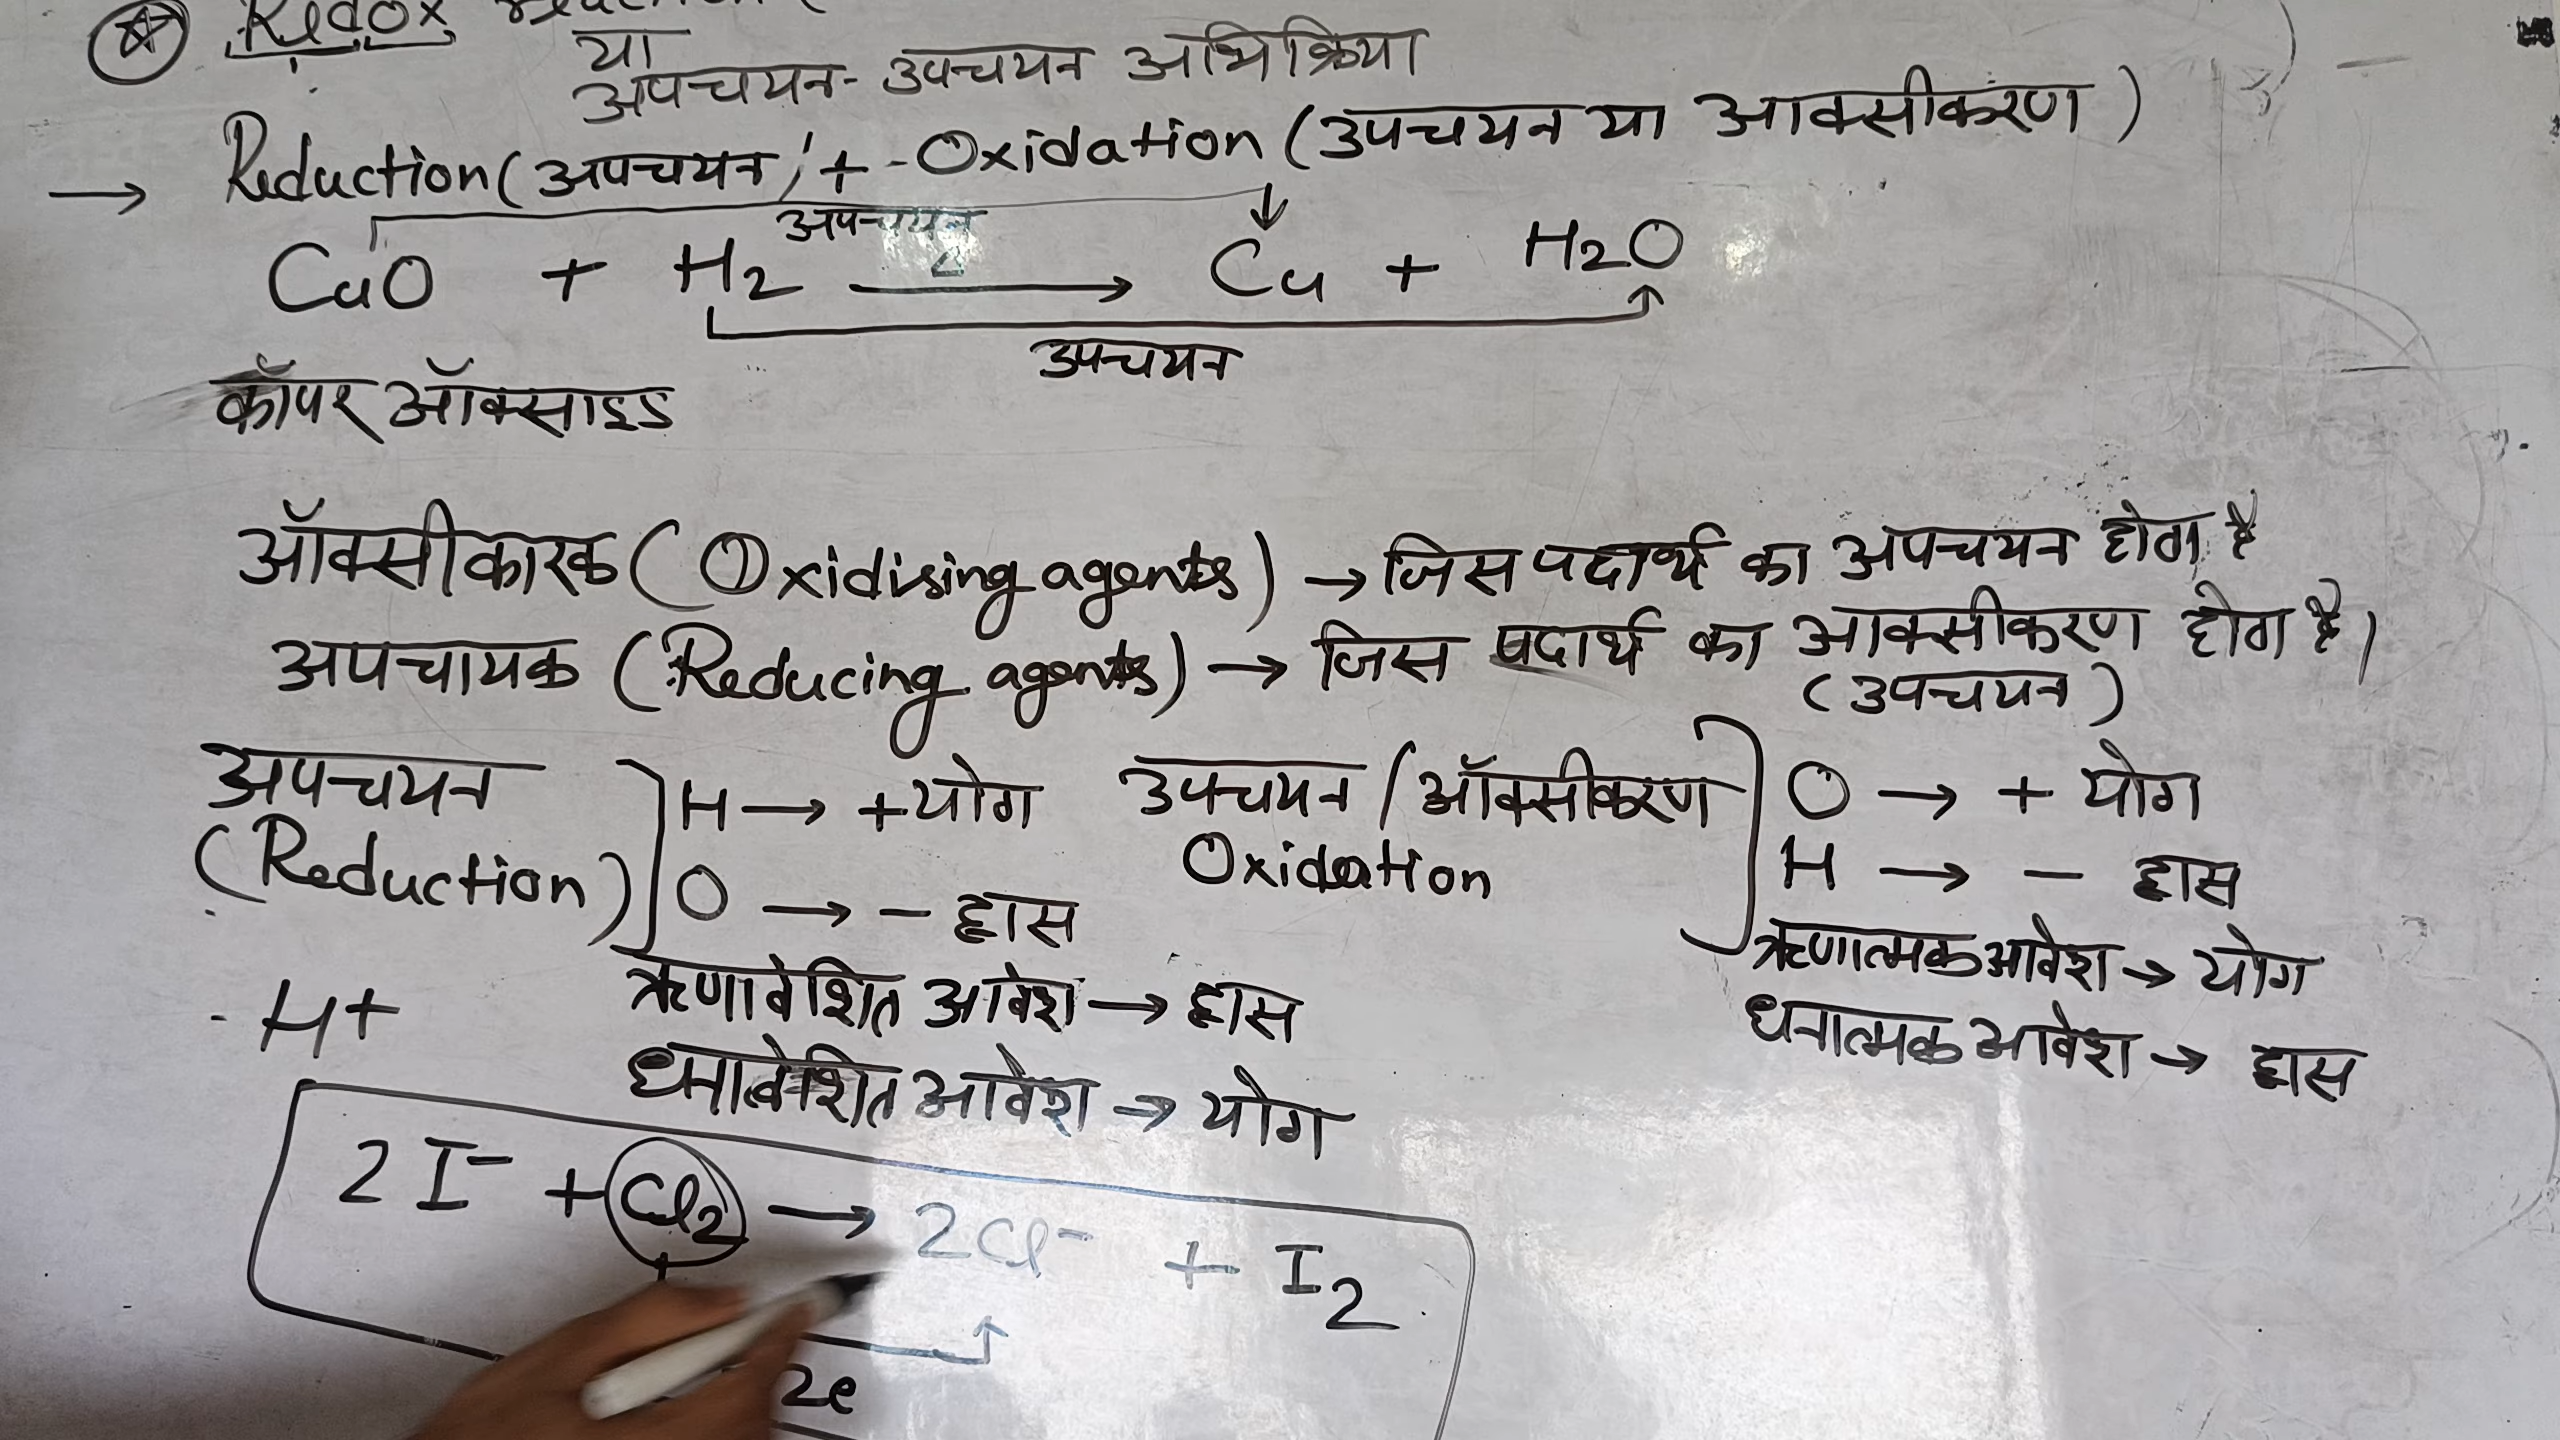 Redox reaction
या
अपचयन- उपचयन अभिक्रिया
→ Reduction (अपचयन) + Oxidation (उपचयन या आक्सीकरण)
अपचयन
CuO + H2 Δ→ Cu + H2O
उपचयन
कॉपर ऑक्साइड
ऑक्सीकारक (Oxidising agents) → जिस पदार्थ का अपचयन होता है
अपचायक (Reducing agents) → जिस पदार्थ का आक्सीकरण होता है।
(उपचयन)
अपचयन (Reduction)
H → + योग
O → - ह्रास
ऋणावेशित आवेश → ह्रास
धनावेशित आवेश → योग
उपचयन / ऑक्सीकरण
Oxidation
O → + योग
H → - ह्रास
ऋणात्मक आवेश → योग
धनात्मक आवेश → ह्रास
H+
2I⁻ + Cl2 → 2Cl⁻ + I2
2e